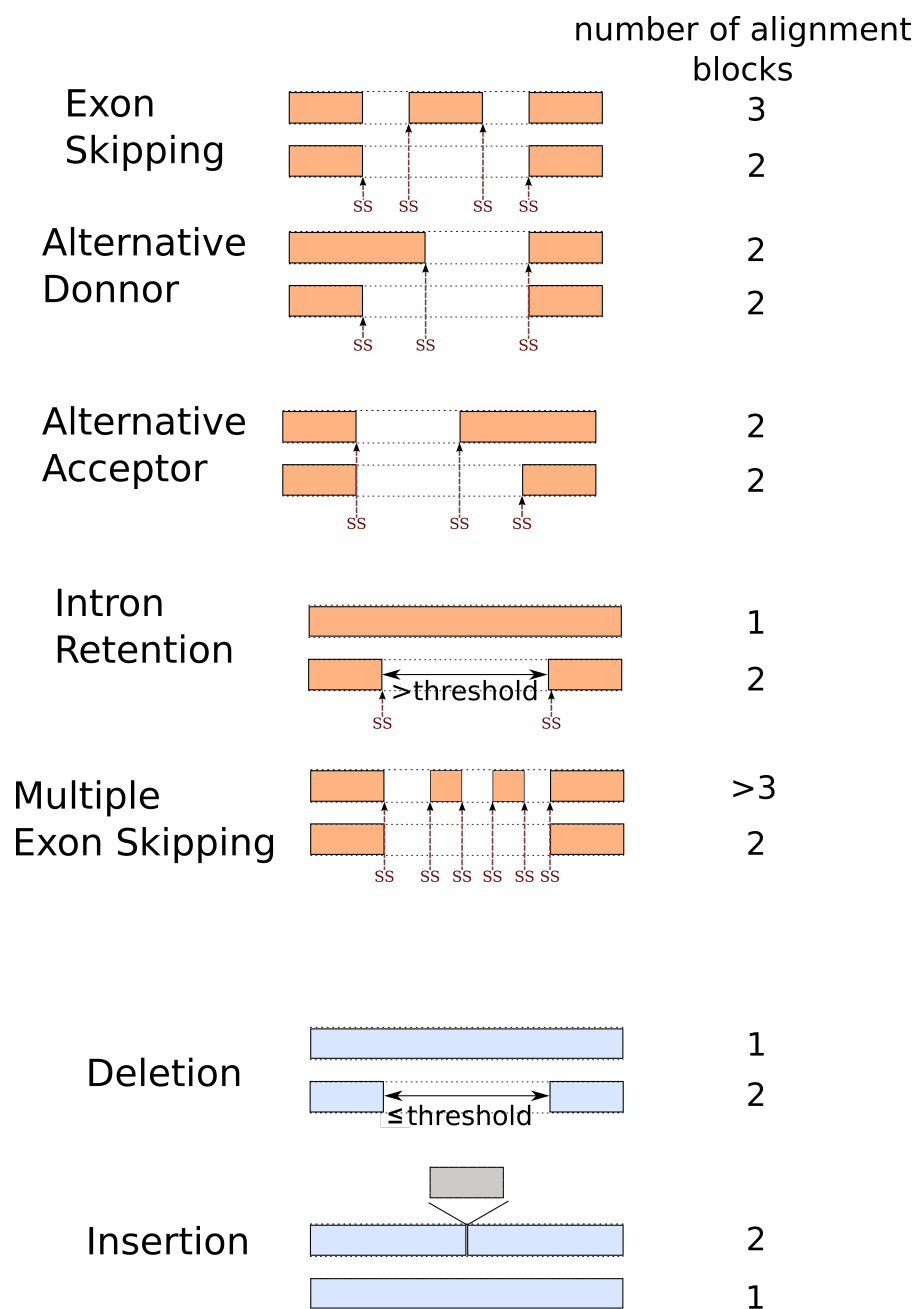 number of alignment
blocks
Exon
Skipping
3
2
SS SS SS SS
Alternative
Donnor
2
2
SS SS SS
Alternative
Acceptor
2
2
SS SS SS
Intron
Retention
1
>threshold
2
SS SS
Multiple
Exon Skipping
>3
2
SS SS SS SS SS SS
Deletion
1
2
≤threshold
Insertion
2
1